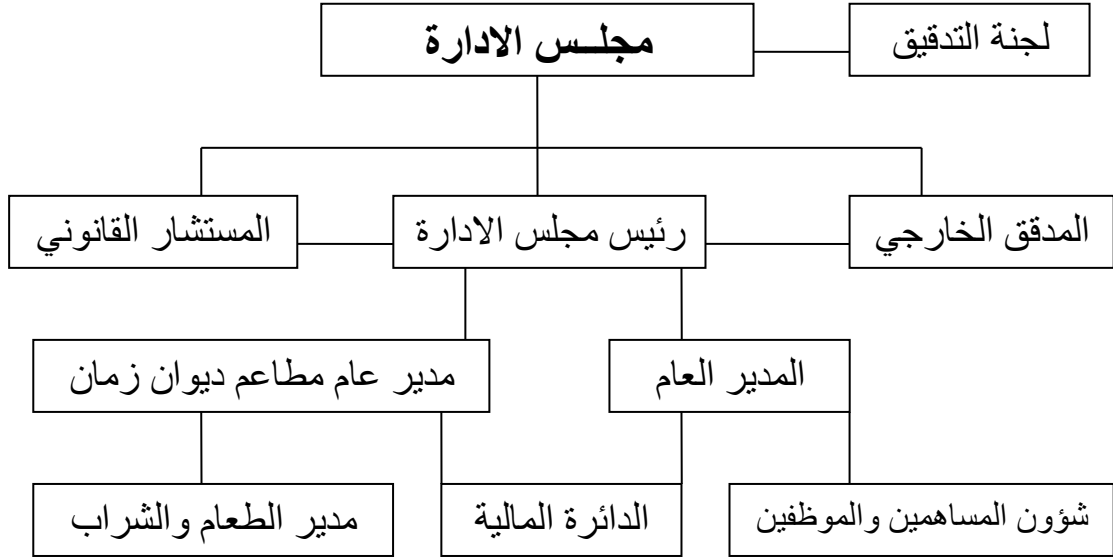 مجلــس الادارة
لجنة التدقيق
المدقق الخارجي
رئيس مجلس الادارة
المستشار القانوني
المدير العام
مدير عام مطاعم ديوان زمان
شؤون المساهمين والموظفين
الدائرة المالية
مدير الطعام والشراب